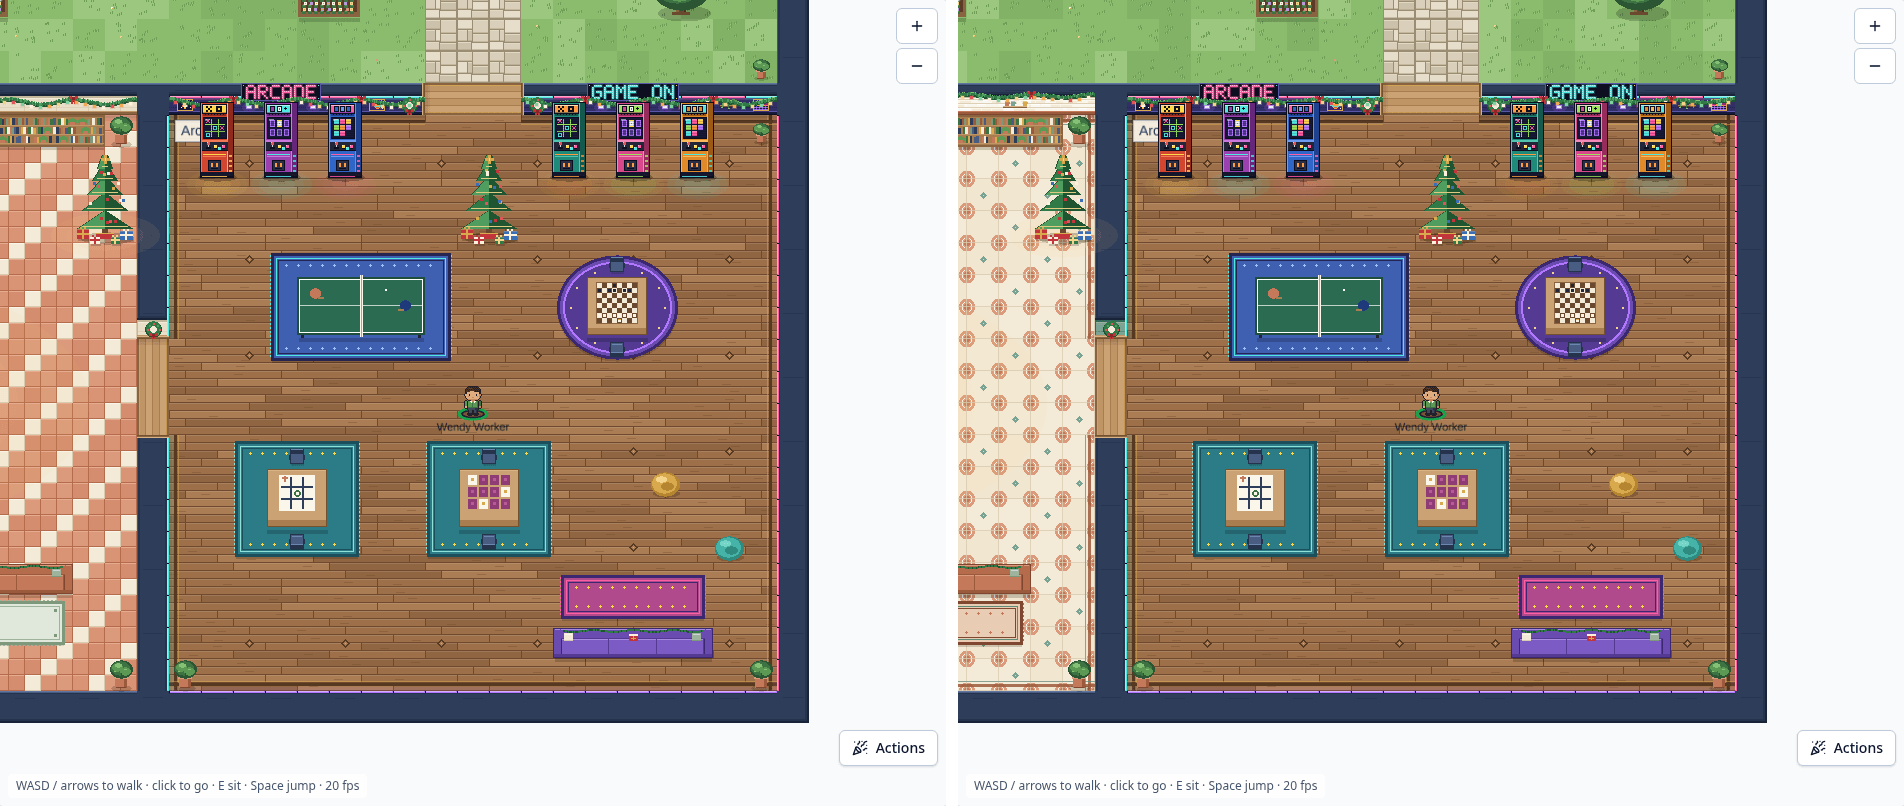 ARCADE
GAME ON
Arc
Wendy Worker
Actions
WASD / arrows to walk · click to go · E sit · Space jump · 20 fps
ARCADE
GAME ON
Arc
Wendy Worker
Actions
WASD / arrows to walk · click to go · E sit · Space jump · 20 fps